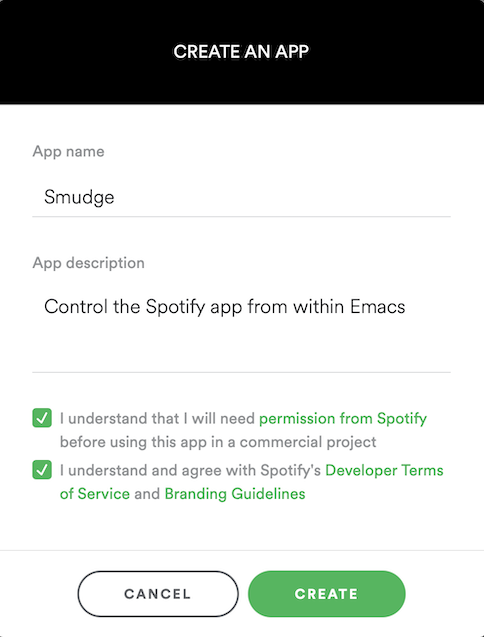 CREATE AN APP
App name
Smudge
App description
Control the Spotify app from within Emacs
I understand that I will need permission from Spotify
before using this app in a commercial project
I understand and agree with Spotify's Developer Terms
of Service and Branding Guidelines
CANCEL
CREATE